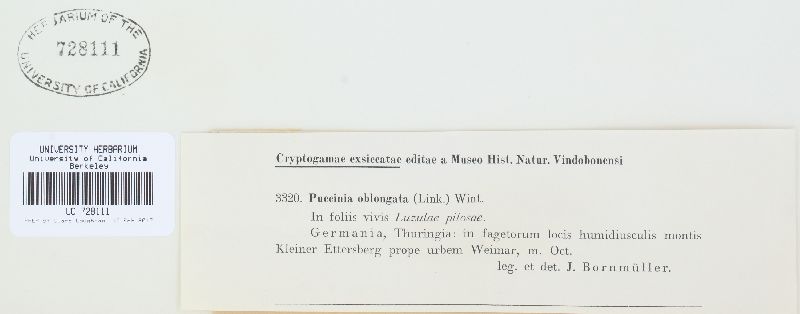 HERBARIUM OF THE
728111
UNIVERSITY OF CALIFORNIA
UNIVERSITY HERBARIUM
University of California
Berkeley
UC 728111
Cryptogamae exsiccatae editae a Museo Hist. Natur. Vindobonensi
3320. Puccinia oblongata (Link.) Wint.
In foliis vivis Luzulae pilosae.
Germania, Thuringia: in fagetorum locis humidiusculis montis
Kleiner Ettersberg prope urbem Weimar, m. Oct.
leg. et det. J. Bornmüller.